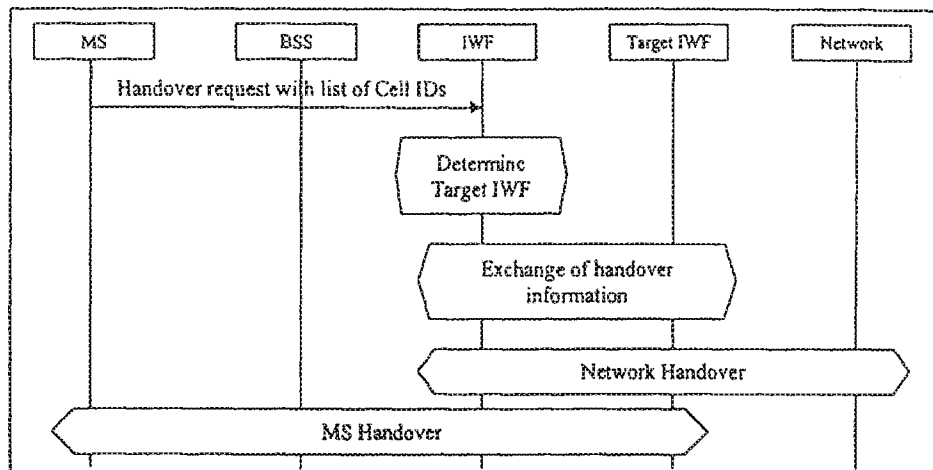 MS BSS IWF Target IWF Network
Handover request with list of Cell IDs
Determine
Target IWF
Exchange of handover
information
Network Handover
MS Handover